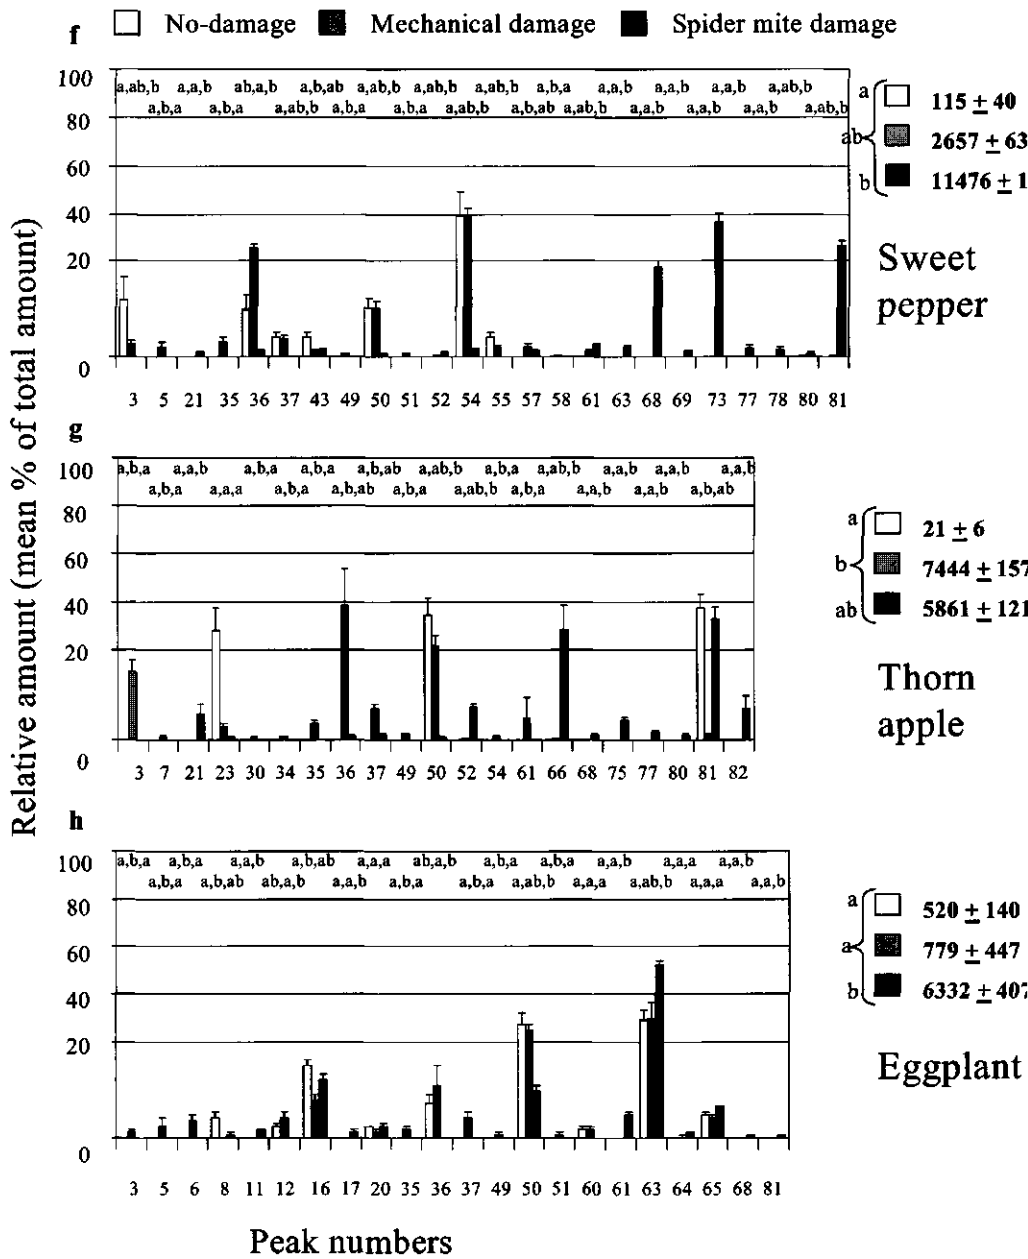 f No-damage Mechanical damage Spider mite damage
100
a,ab,b a,a,b ab,a,b a,b,ab a,ab,b a,ab,b a,ab,b a,b,a a,a,b a,a,b a,ab,b
a,b,a a,b,a a,ab,b a,b,a a,b,a a,ab,b a,b,ab a,ab,b a,a,b a,a,b a,ab,b
80
60
40
20
0
3 5 21 35 36 37 43 49 50 51 52 54 55 57 58 61 63 68 69 73 77 78 80 81
a 115 ± 40
ab 2657 ± 63
b 11476 ± 1
Sweet
pepper
g
100
a,b,a a,a,b a,b,a a,b,a a,b,ab a,ab,b a,b,a a,ab,b a,a,b a,a,b a,a,b
a,b,a a,a,a a,b,a a,b,ab a,b,a a,ab,b a,b,a a,a,b a,a,b a,b,ab
80
60
40
20
0
3 7 21 23 30 34 35 36 37 49 50 52 54 61 66 68 75 77 80 81 82
a 21 ± 6
b 7444 ± 157
ab 5861 ± 121
Thorn
apple
h
100
a,b,a a,b,a a,a,b a,b,ab a,a,a ab,a,b a,b,a a,b,a a,a,b a,a,a a,a,b
a,b,a a,b,ab ab,a,b a,a,b a,b,a a,b,a a,ab,b a,a,a a,ab,b a,a,a a,a,b
80
60
40
20
0
3 5 6 8 11 12 16 17 20 35 36 37 49 50 51 60 61 63 64 65 68 81
a 520 ± 140
a 779 ± 447
b 6332 ± 407
Eggplant
Peak numbers
Relative amount (mean % of total amount)